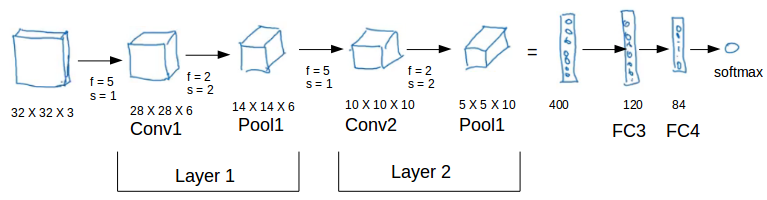 f = 5
s = 1
f = 2
s = 2
f = 5
s = 1
f = 2
s = 2
=
softmax
32 X 32 X 3
28 X 28 X 6
14 X 14 X 6
10 X 10 X 10
5 X 5 X 10
400
120
84
Conv1
Pool1
Conv2
Pool1
FC3
FC4
Layer 1
Layer 2